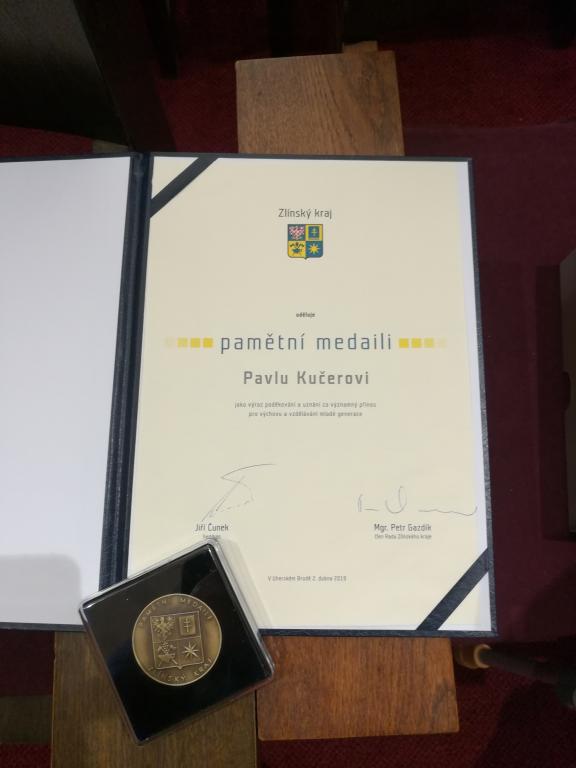 Zlínský kraj
uděluje
pamětní medaili
Pavlu Kučerovi
jako výraz poděkování a uznání za významný přínos
pro výchovu a vzdělávání mladé generace
Jiří Čunek
hejtman
Mgr. Petr Gazdík
člen Rady Zlínského kraje
V Uherském Brodě 2. dubna 2019
PAMĚTNÍ MEDAILE
ZLÍNSKÝ KRAJ